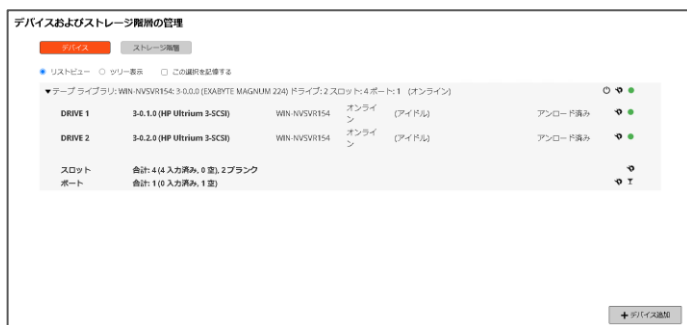 デバイスおよびストレージ階層の管理
デバイス ストレージ階層
リストビュー ツリー表示 この選択を記憶する
▼テープ ライブラリ: WIN-NVSVR154: 3-0.0.0 (EXABYTE MAGNUM 224) ドライブ: 2 スロット: 4 ポート: 1 (オンライン)
DRIVE 1 3-0.1.0 (HP Ultrium 3-SCSI) WIN-NVSVR154 オンライン (アイドル) アンロード済み
DRIVE 2 3-0.2.0 (HP Ultrium 3-SCSI) WIN-NVSVR154 オンライン (アイドル) アンロード済み
スロット 合計: 4 (4 入力済み, 0 空), 2 ブランク
ポート 合計: 1 (0 入力済み, 1 空)
+ デバイス追加